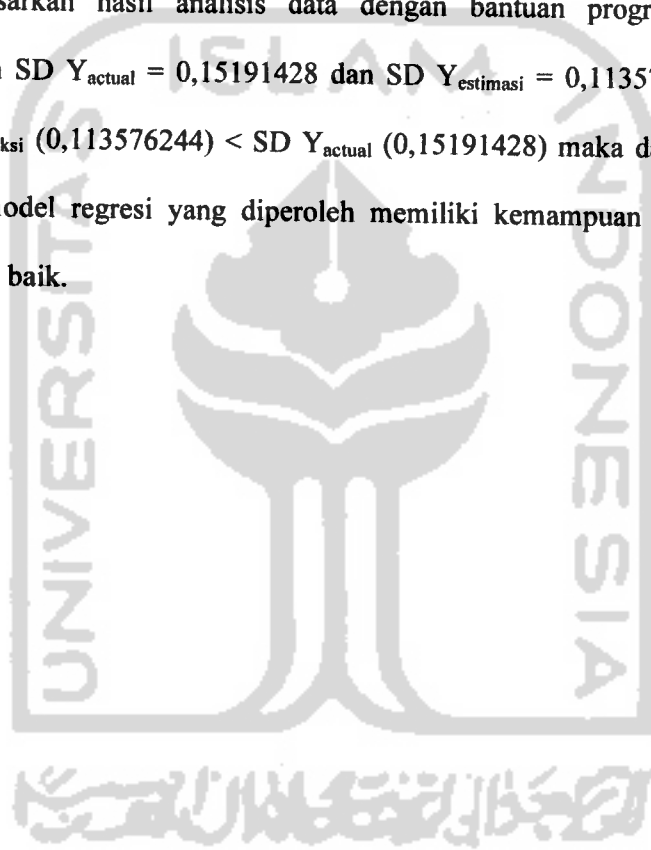 sarkan hasil analisis data dengan bantuan progr
SD Yactual = 0,15191428 dan SD Yestimasi = 0,1135
ksi (0,113576244) < SD Yactual (0,15191428) maka d
odel regresi yang diperoleh memiliki kemampuan
baik.
ISLAM
UNIVERSITAS
INDONESIA